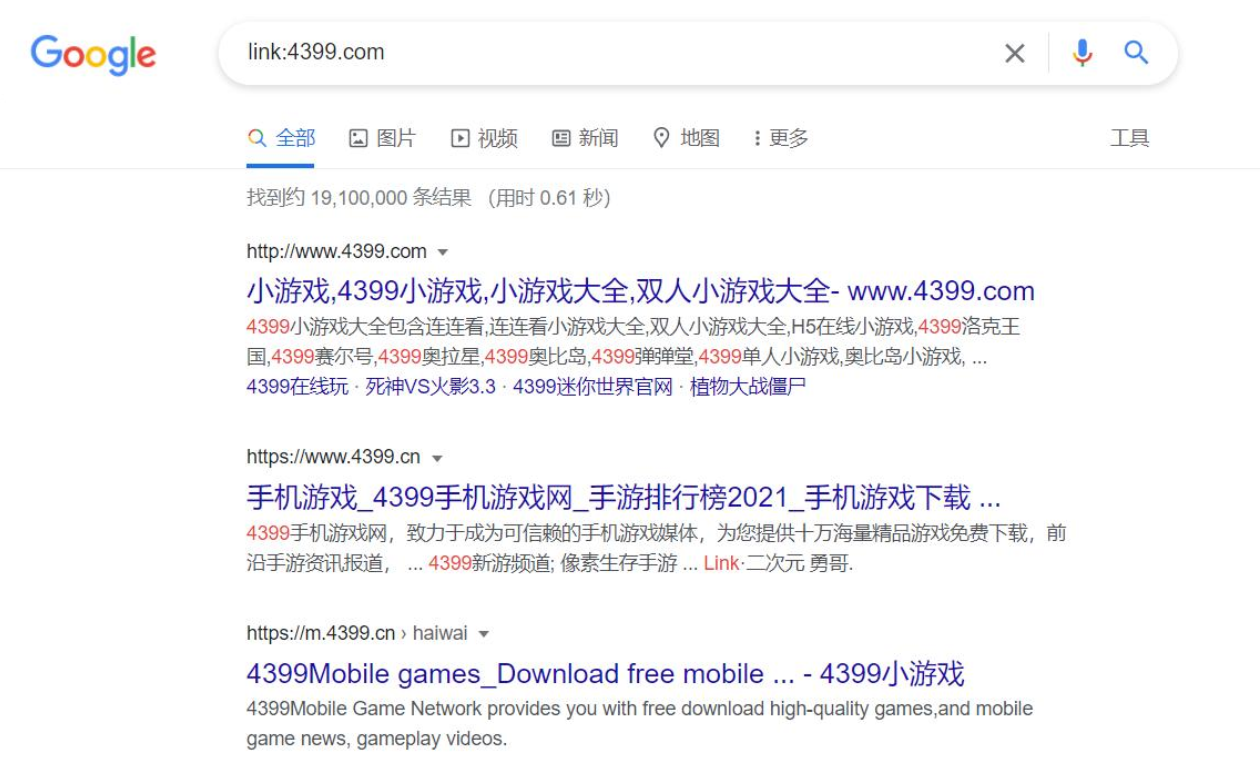 Google
link:4399.com
全部 图片 视频 新闻 地图 更多 工具
找到约 19,100,000 条结果 （用时 0.61 秒）
http://www.4399.com
小游戏,4399小游戏,小游戏大全,双人小游戏大全- www.4399.com
4399小游戏大全包含连连看,连连看小游戏大全,双人小游戏大全,H5在线小游戏,4399洛克王
国,4399赛尔号,4399奥拉星,4399奥比岛,4399弹弹堂,4399单人小游戏,奥比岛小游戏, ...
4399在线玩 · 死神VS火影3.3 · 4399迷你世界官网 · 植物大战僵尸
https://www.4399.cn
手机游戏_4399手机游戏网_手游排行榜2021_手机游戏下载 ...
4399手机游戏网，致力于成为可信赖的手机游戏媒体，为您提供十万海量精品游戏免费下载，前
沿手游资讯报道， ... 4399新游频道; 像素生存手游 ... Link·二次元 勇哥.
https://m.4399.cn › haiwai
4399Mobile games_Download free mobile ... - 4399小游戏
4399Mobile Game Network provides you with free download high-quality games,and mobile
game news, gameplay videos.